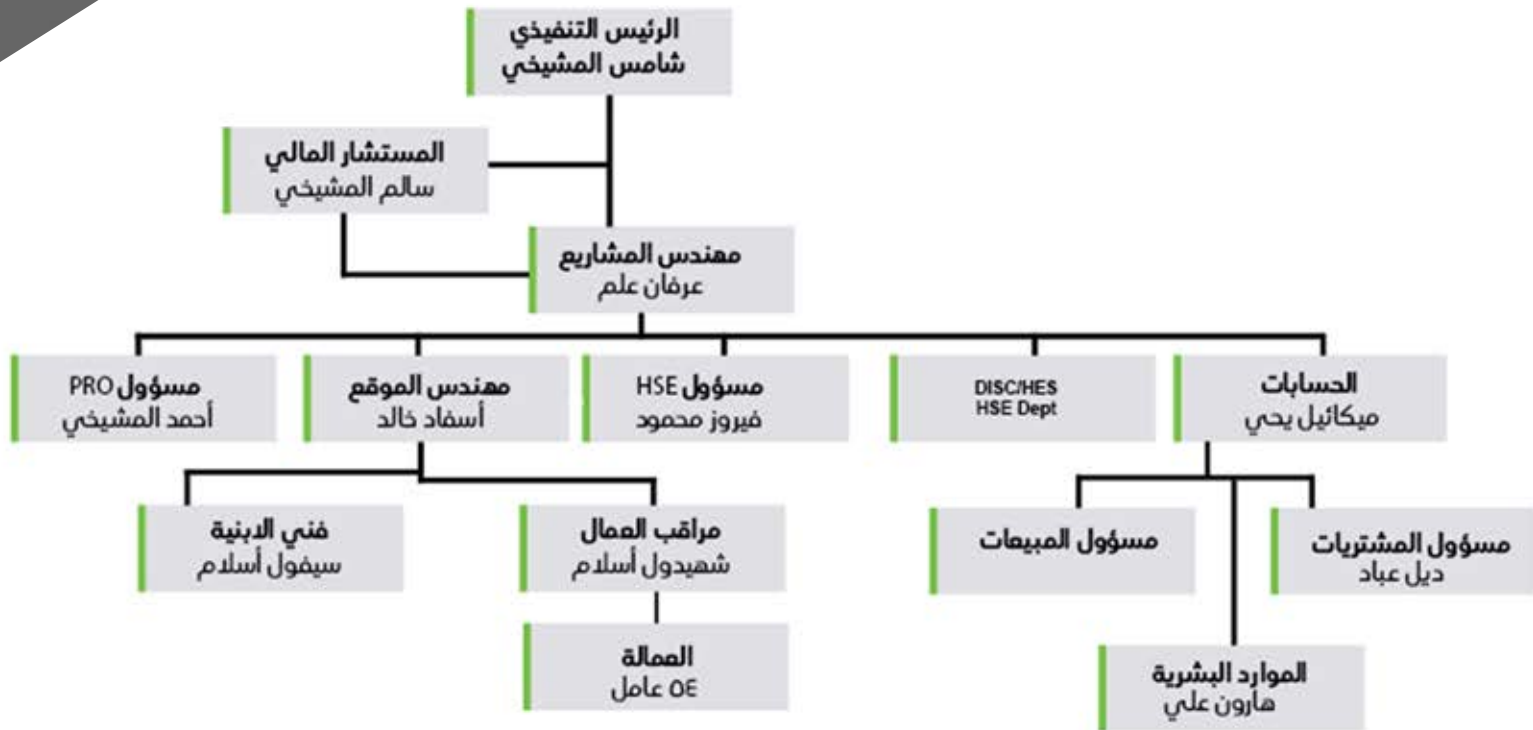 الرئيس التنفيذي
شامس المشيخي
المستشار المالي
سالم المشيخي
مهندس المشاريع
عرفان علم
الحسابات
ميكائيل يحي
DISC/HES
HSE Dept
مسؤول HSE
فيروز محمود
مهندس الموقع
أسفاد خالد
مسؤول PRO
أحمد المشيخي
مسؤول المشتريات
ديل عباد
مسؤول المبيعات
مراقب العمال
شهيدول أسلام
فني الابنية
سيفول أسلام
الموارد البشرية
هارون علي
العمالة
٥٤ عامل